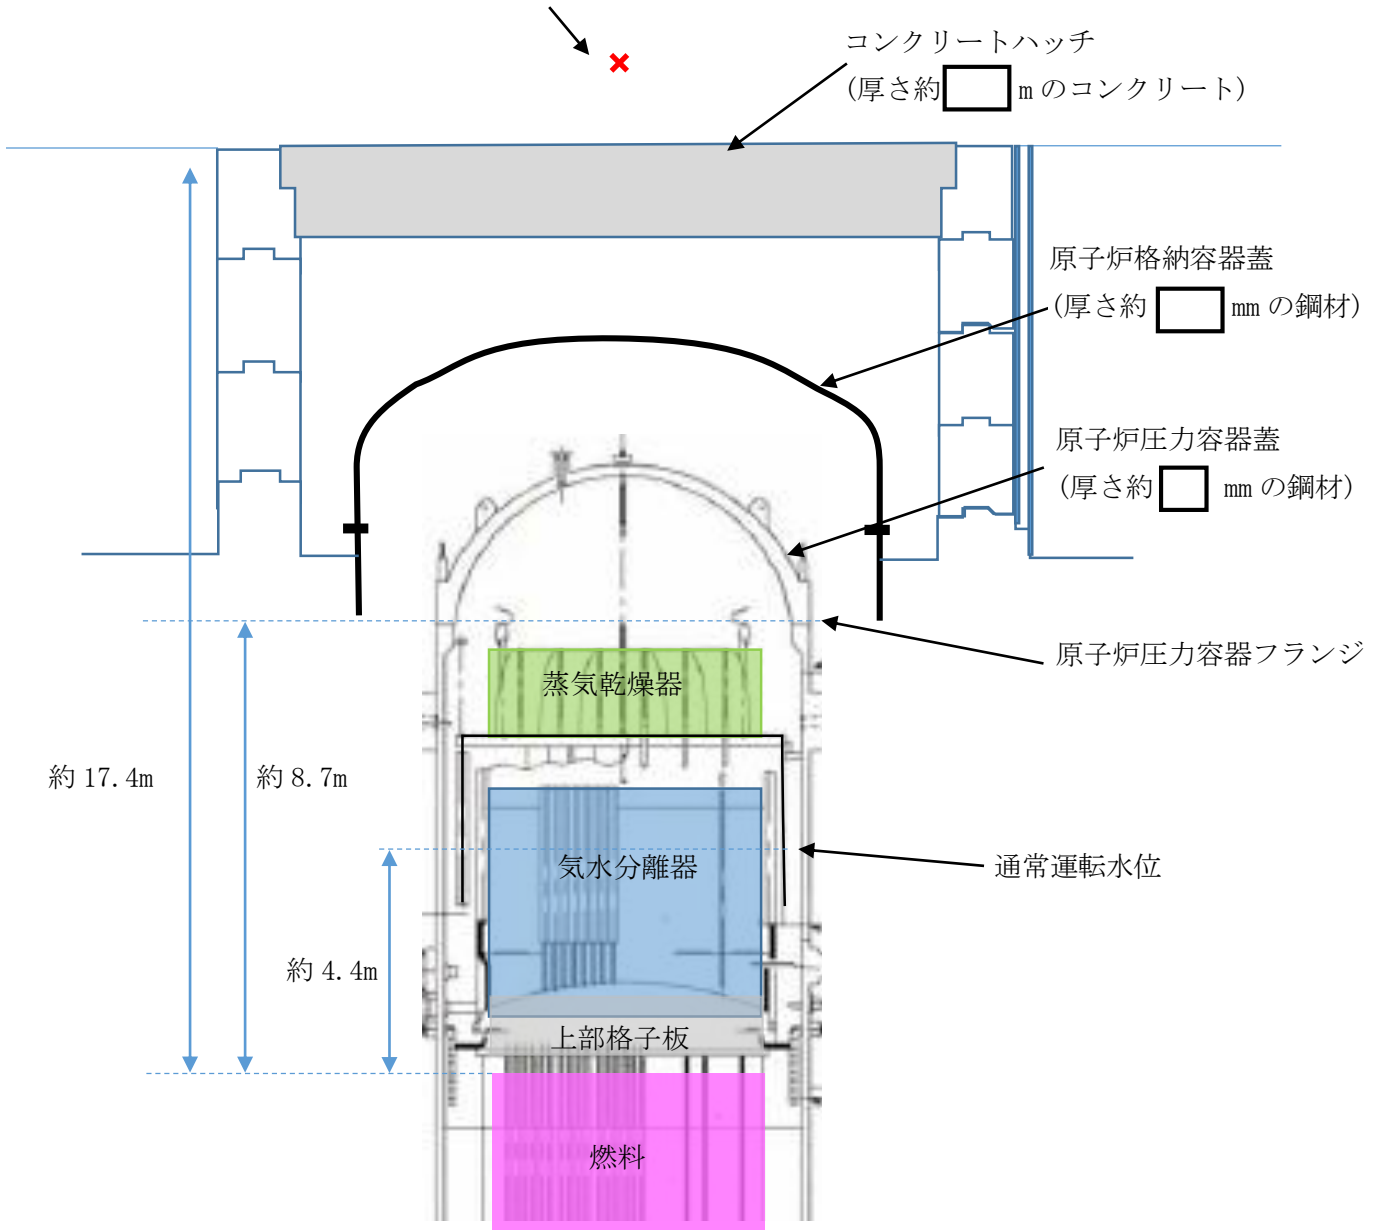 コンクリートハッチ
(厚さ約 m のコンクリート)
原子炉格納容器蓋
(厚さ約 mm の鋼材)
原子炉圧力容器蓋
(厚さ約 mm の鋼材)
原子炉圧力容器フランジ
蒸気乾燥器
約 17.4m
約 8.7m
気水分離器
通常運転水位
約 4.4m
上部格子板
燃料